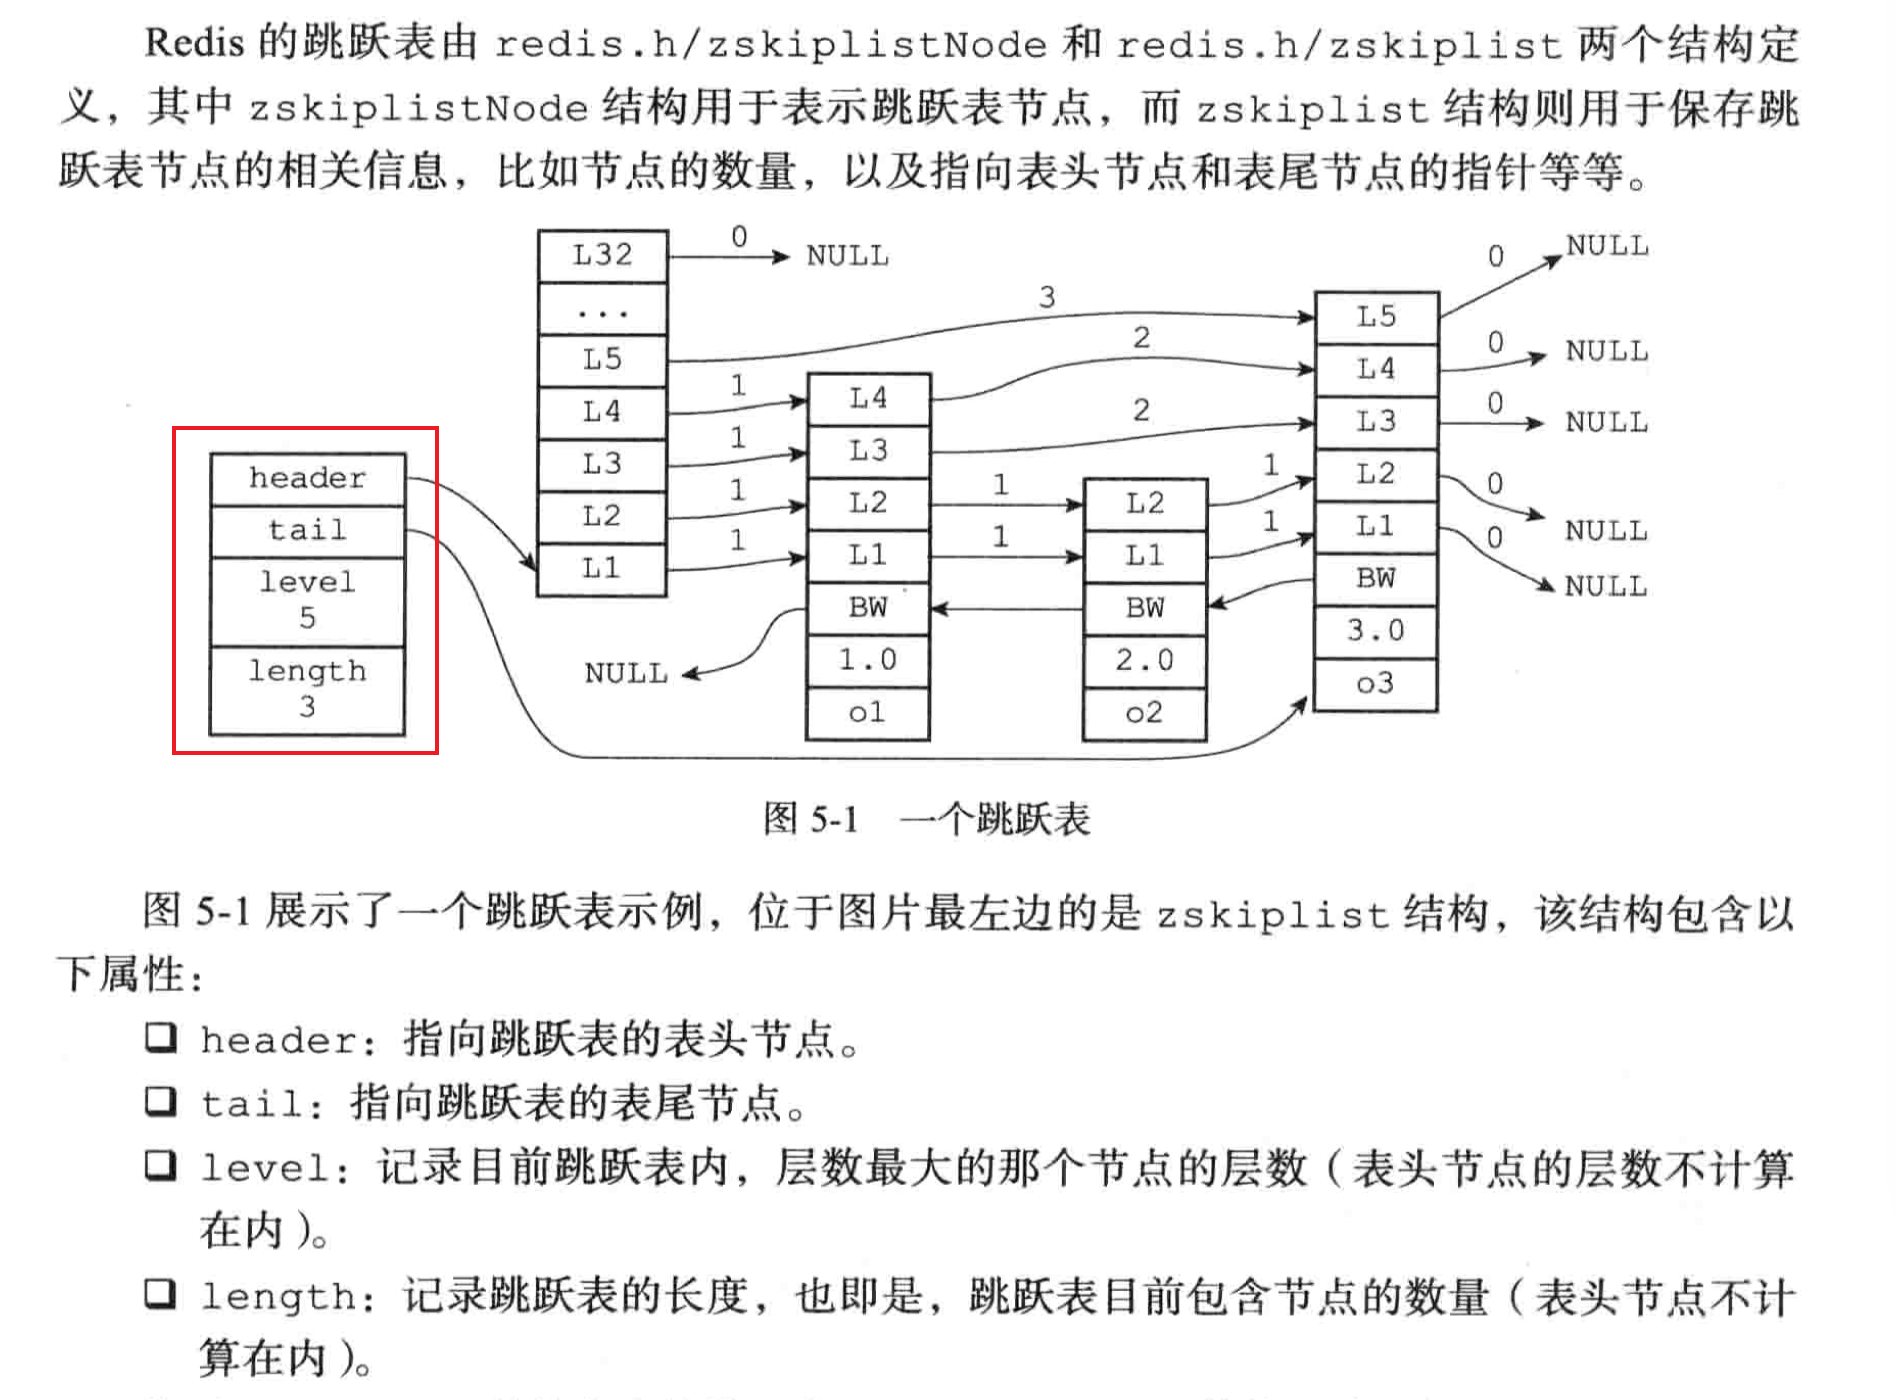 Redis 的跳跃表由 redis.h/zskiplistNode 和 redis.h/zskiplist 两个结构定
义，其中 zskiplistNode 结构用于表示跳跃表节点，而 zskiplist 结构则用于保存跳
跃表节点的相关信息，比如节点的数量，以及指向表头节点和表尾节点的指针等等。
header
tail
level
5
length
3
L32
...
L5
L4
L3
L2
L1
0
NULL
3
1
1
1
1
L4
L3
L2
L1
BW
1.0
o1
NULL
2
2
1
1
L2
L1
BW
2.0
o2
1
1
L5
L4
L3
L2
L1
BW
3.0
o3
0
NULL
0
NULL
0
NULL
0
NULL
0
NULL
图 5-1 一个跳跃表
图 5-1 展示了一个跳跃表示例，位于图片最左边的是 zskiplist 结构，该结构包含以
下属性：
❑ header：指向跳跃表的表头节点。
❑ tail：指向跳跃表的表尾节点。
❑ level：记录目前跳跃表内，层数最大的那个节点的层数（表头节点的层数不计算
在内）。
❑ length：记录跳跃表的长度，也即是，跳跃表目前包含节点的数量（表头节点不计
算在内）。